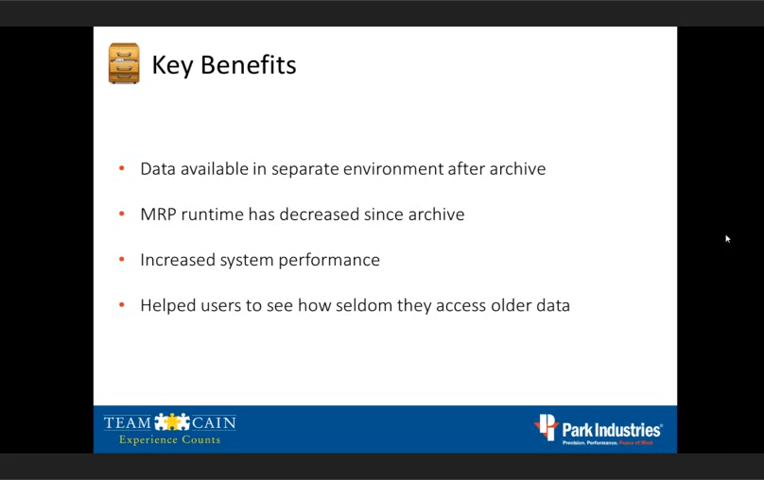 Key Benefits
• Data available in separate environment after archive
• MRP runtime has decreased since archive
• Increased system performance
• Helped users to see how seldom they access older data
TEAM CAIN
Experience Counts
Park Industries®
Precision. Performance. Peace of Mind.